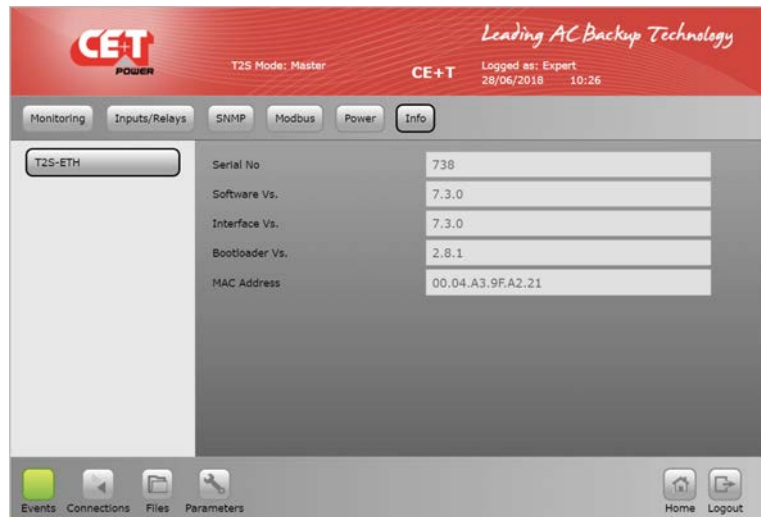 CE+T
POWER
Leading AC Backup Technology
T2S Mode: Master
CE+T
Logged as: Expert
28/06/2018 10:26
Monitoring Inputs/Relays SNMP Modbus Power Info
T2S-ETH
Serial No 738
Software Vs. 7.3.0
Interface Vs. 7.3.0
Bootloader Vs. 2.8.1
MAC Address 00.04.A3.9F.A2.21
Events Connections Files Parameters Home Logout